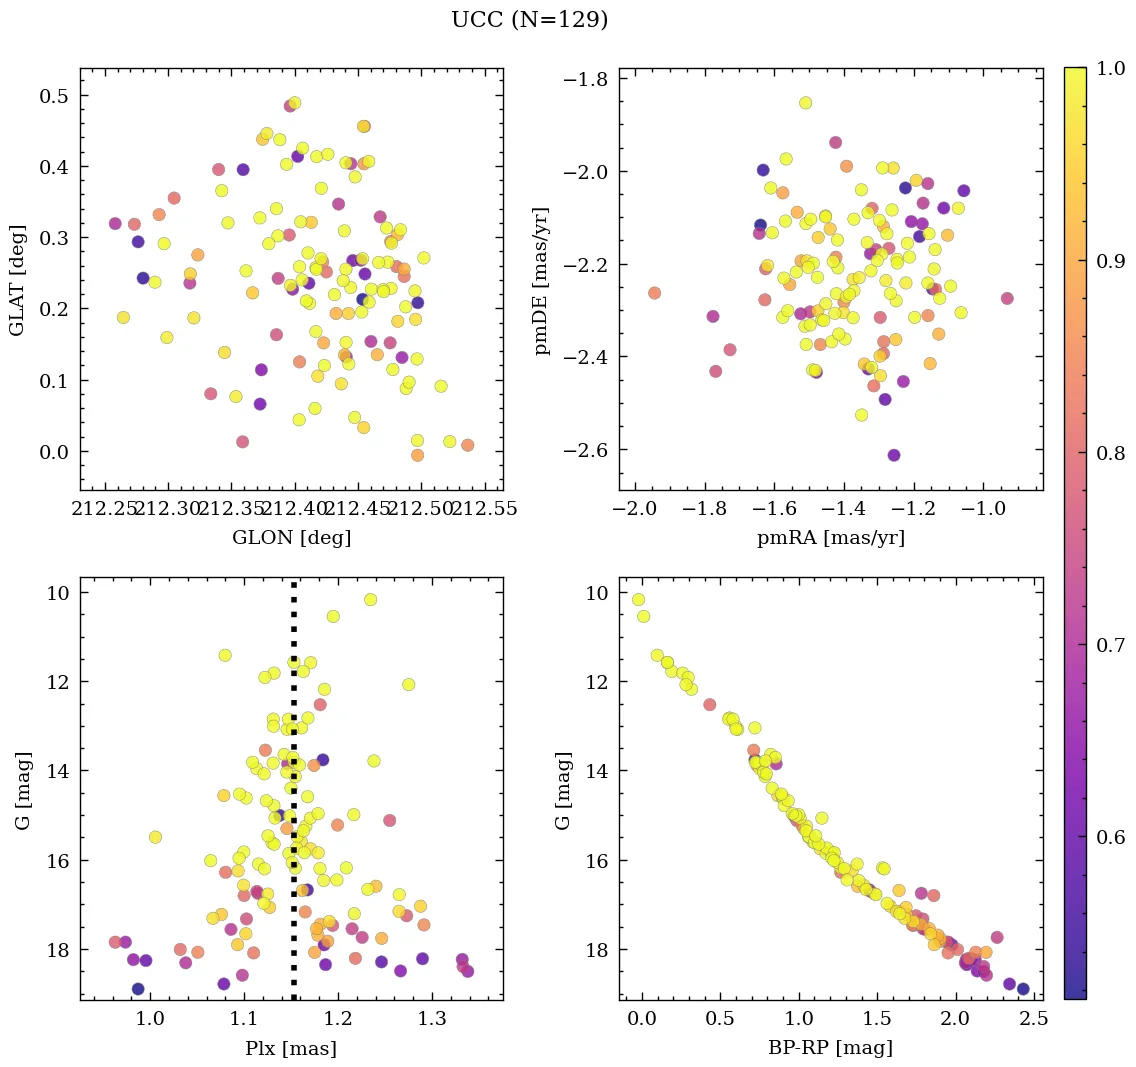 UCC (N=129)
0.5
0.4
0.3
0.2
0.1
0.0
GLAT [deg]
212.25 212.30 212.35 212.40 212.45 212.50 212.55
GLON [deg]
−1.8
−2.0
−2.2
−2.4
−2.6
pmDE [mas/yr]
−2.0 −1.8 −1.6 −1.4 −1.2 −1.0
pmRA [mas/yr]
1.0
0.9
0.8
0.7
0.6
10
12
14
16
18
G [mag]
1.0 1.1 1.2 1.3
Plx [mas]
10
12
14
16
18
G [mag]
0.0 0.5 1.0 1.5 2.0 2.5
BP-RP [mag]